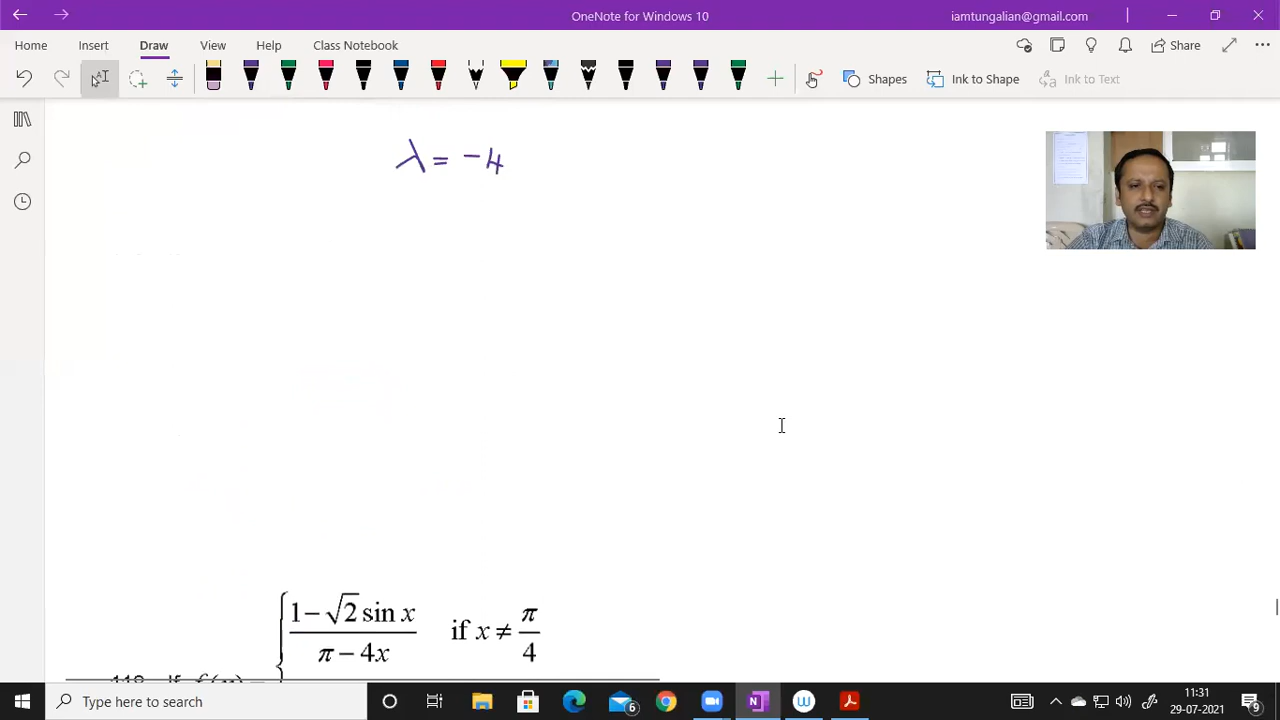 OneNote for Windows 10
iamtungalian@gmail.com
Home Insert Draw View Help Class Notebook
Share
Shapes
Ink to Shape
Ink to Text
λ = -4
1 − √2 sin x
π − 4x
if x ≠ π
4
Type here to search
6
11:31
29-07-2021
9